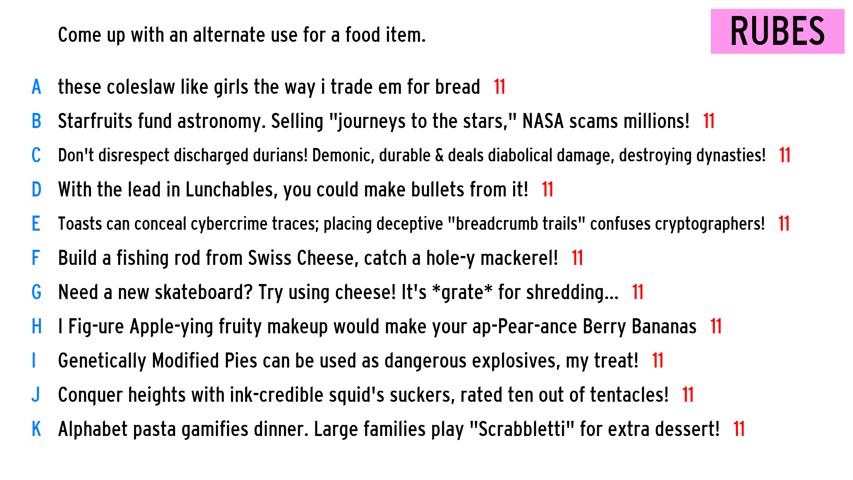 Come up with an alternate use for a food item.
RUBES
A these coleslaw like girls the way i trade em for bread 11
B Starfruits fund astronomy. Selling "journeys to the stars," NASA scams millions! 11
C Don't disrespect discharged durians! Demonic, durable & deals diabolical damage, destroying dynasties! 11
D With the lead in Lunchables, you could make bullets from it! 11
E Toasts can conceal cybercrime traces; placing deceptive "breadcrumb trails" confuses cryptographers! 11
F Build a fishing rod from Swiss Cheese, catch a hole-y mackerel! 11
G Need a new skateboard? Try using cheese! It's *grate* for shredding... 11
H I Fig-ure Apple-ying fruity makeup would make your ap-Pear-ance Berry Bananas 11
I Genetically Modified Pies can be used as dangerous explosives, my treat! 11
J Conquer heights with ink-credible squid's suckers, rated ten out of tentacles! 11
K Alphabet pasta gamifies dinner. Large families play "Scrabbletti" for extra dessert! 11